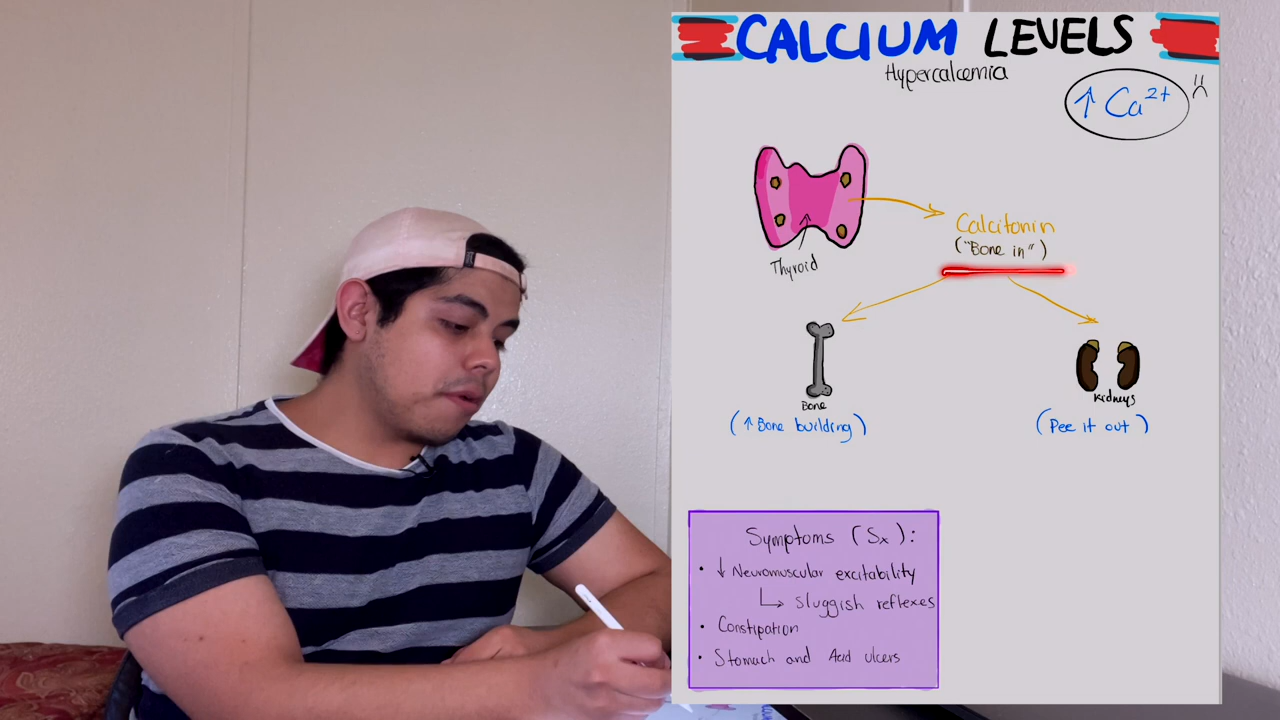 CALCIUM LEVELS
Hypercalcemia
↑ Ca²⁺
Calcitonin
("Bone in")
Thyroid
Bone
(↑ Bone building)
Kidneys
(Pee it out)
Symptoms (Sx):
• ↓ Neuromuscular excitability
↳ Sluggish reflexes
• Constipation
• Stomach and Acid ulcers